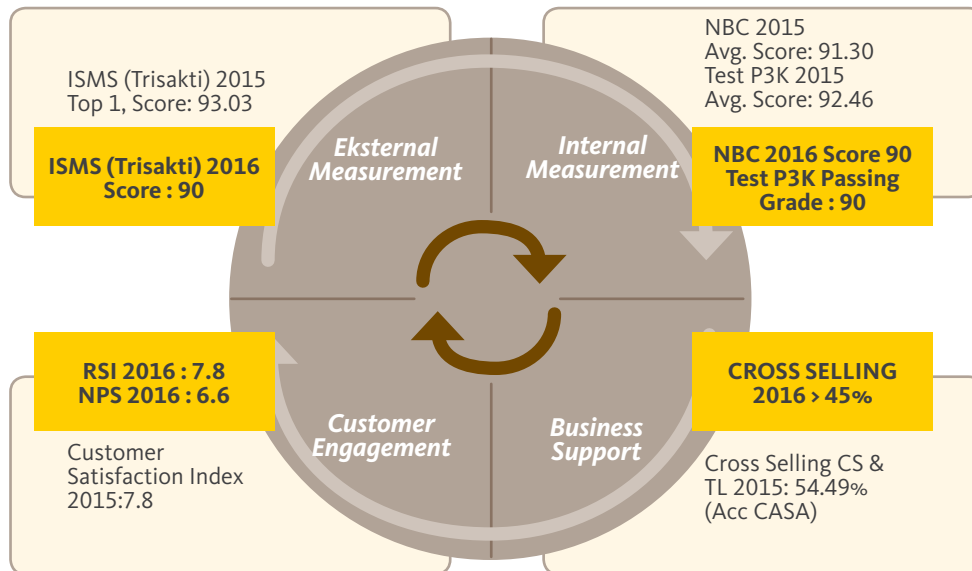 ISMS (Trisakti) 2015
Top 1, Score: 93.03
ISMS (Trisakti) 2016
Score : 90
Eksternal
Measurement
Internal
Measurement
NBC 2015
Avg. Score: 91.30
Test P3K 2015
Avg. Score: 92.46
NBC 2016 Score 90
Test P3K Passing
Grade : 90
RSI 2016 : 7.8
NPS 2016 : 6.6
Customer
Satisfaction Index
2015:7.8
Customer
Engagement
Business
Support
CROSS SELLING
2016 > 45%
Cross Selling CS &
TL 2015: 54.49%
(Acc CASA)